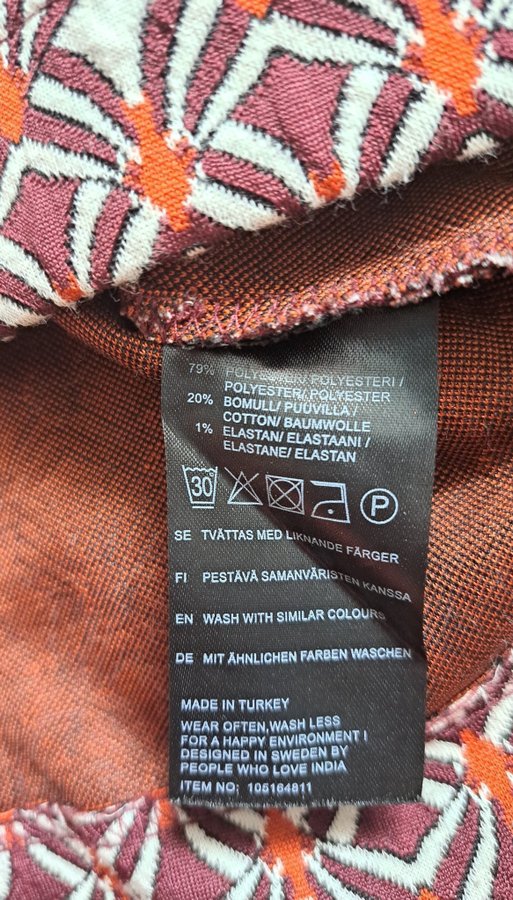 79% POLYESTER/ POLYESTERI/
POLYESTER/ POLYESTER
20% BOMULL/ PUUVILLA/
COTTON/ BAUMWOLLE
1% ELASTAN/ ELASTAANI/
ELASTANE/ ELASTAN
30 P
SE TVÄTTAS MED LIKNANDE FÄRGER
FI PESTÄVÄ SAMANVÄRISTEN KANSSA
EN WASH WITH SIMILAR COLOURS
DE MIT ÄHNLICHEN FARBEN WASCHEN
MADE IN TURKEY
WEAR OFTEN,WASH LESS
FOR A HAPPY ENVIRONMENT !
DESIGNED IN SWEDEN BY
PEOPLE WHO LOVE INDIA
ITEM NO: 105164811